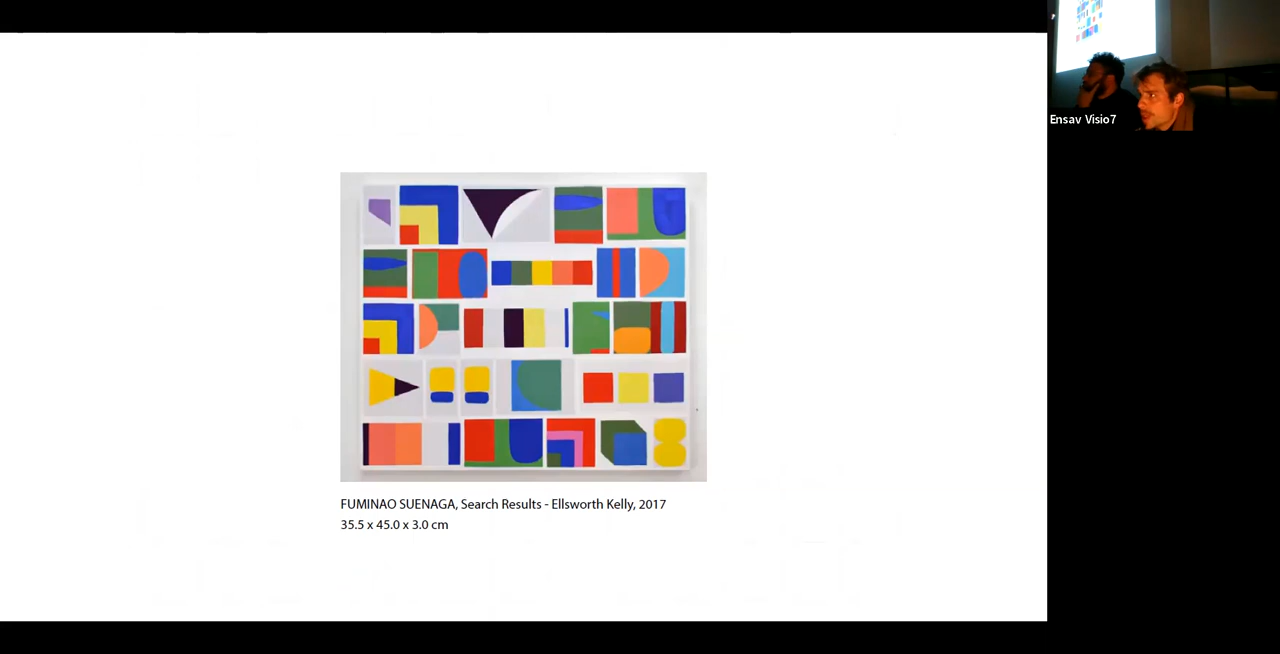 FUMINAO SUENAGA, Search Results - Ellsworth Kelly, 2017
35.5 x 45.0 x 3.0 cm
Ensav Visio7